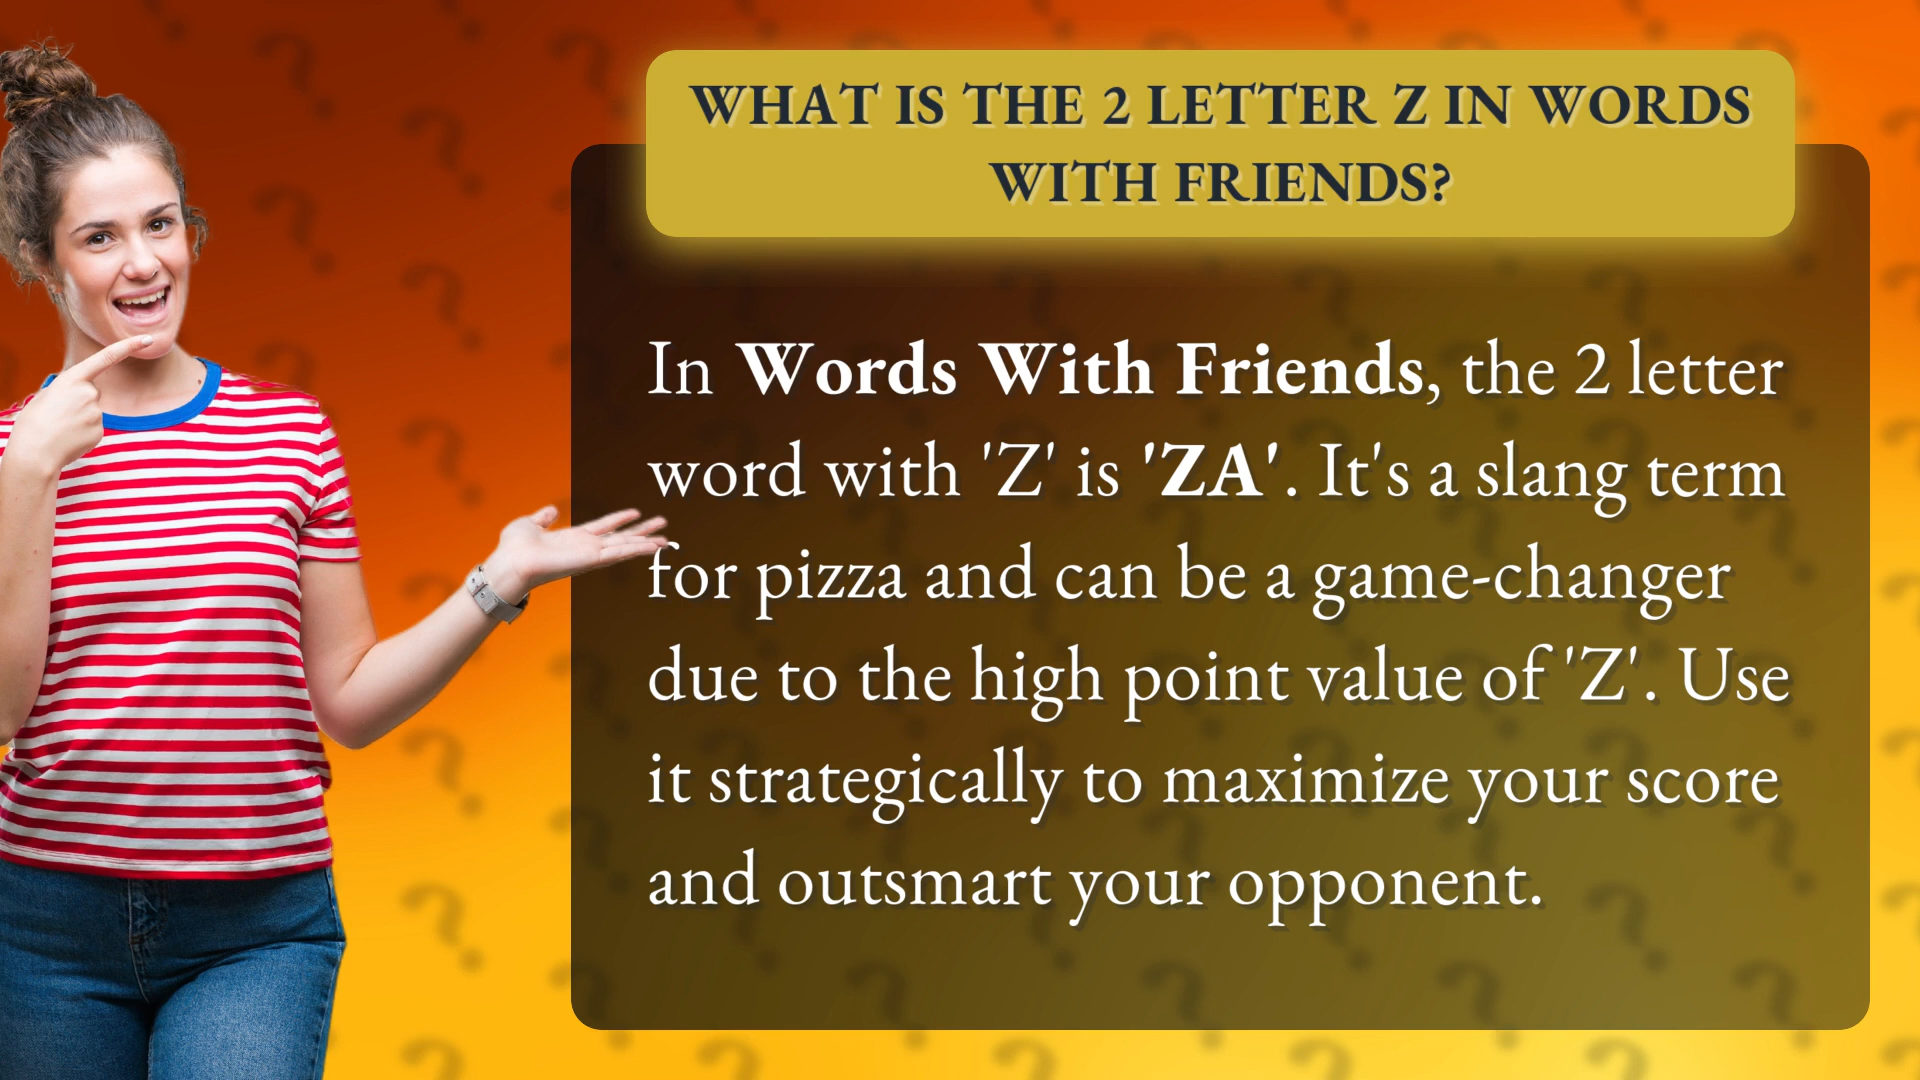 WHAT IS THE 2 LETTER Z IN WORDS
WITH FRIENDS?
In Words With Friends, the 2 letter
word with 'Z' is 'ZA'. It's a slang term
for pizza and can be a game-changer
due to the high point value of 'Z'. Use
it strategically to maximize your score
and outsmart your opponent.